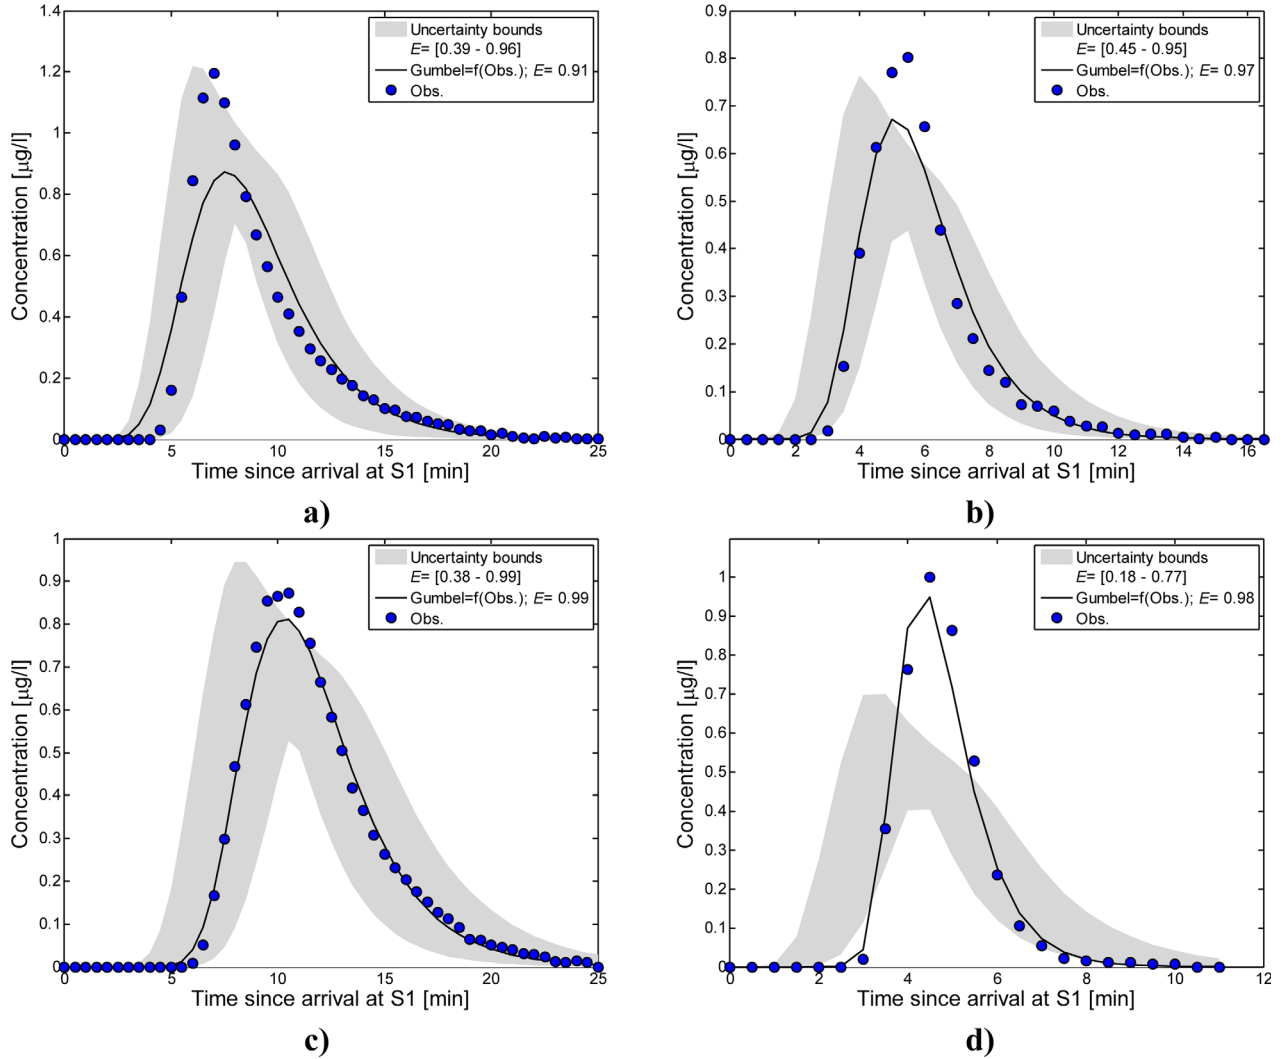 1.4
1.2
1
0.8
0.6
0.4
0.2
0
Concentration [µg/l]
Uncertainty bounds
E= [0.39 - 0.96]
Gumbel=f(Obs.); E= 0.91
Obs.
0 5 10 15 20 25
Time since arrival at S1 [min]
a)
0.9
0.8
0.7
0.6
0.5
0.4
0.3
0.2
0.1
0
Concentration [µg/l]
Uncertainty bounds
E= [0.45 - 0.95]
Gumbel=f(Obs.); E= 0.97
Obs.
0 2 4 6 8 10 12 14 16
Time since arrival at S1 [min]
b)
1
0.9
0.8
0.7
0.6
0.5
0.4
0.3
0.2
0.1
0
Concentration [µg/l]
Uncertainty bounds
E= [0.38 - 0.99]
Gumbel=f(Obs.); E= 0.99
Obs.
0 5 10 15 20 25
Time since arrival at S1 [min]
c)
1
0.9
0.8
0.7
0.6
0.5
0.4
0.3
0.2
0.1
0
Concentration [µg/l]
Uncertainty bounds
E= [0.18 - 0.77]
Gumbel=f(Obs.); E= 0.98
Obs.
0 2 4 6 8 10 12
Time since arrival at S1 [min]
d)